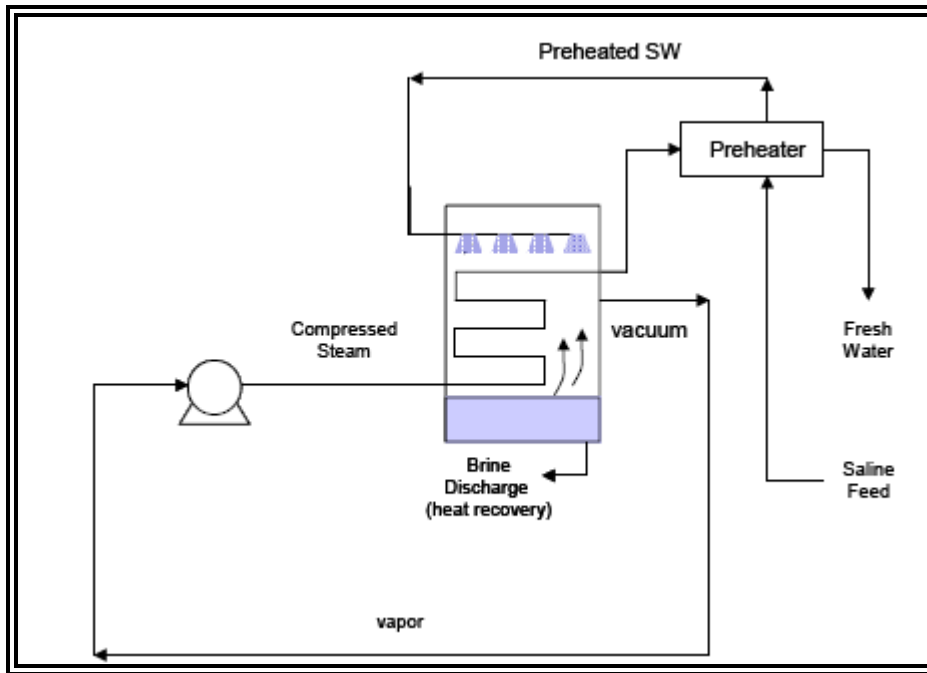 Preheated SW
Preheater
Compressed
Steam
vacuum
Fresh
Water
Brine
Discharge
(heat recovery)
Saline
Feed
vapor